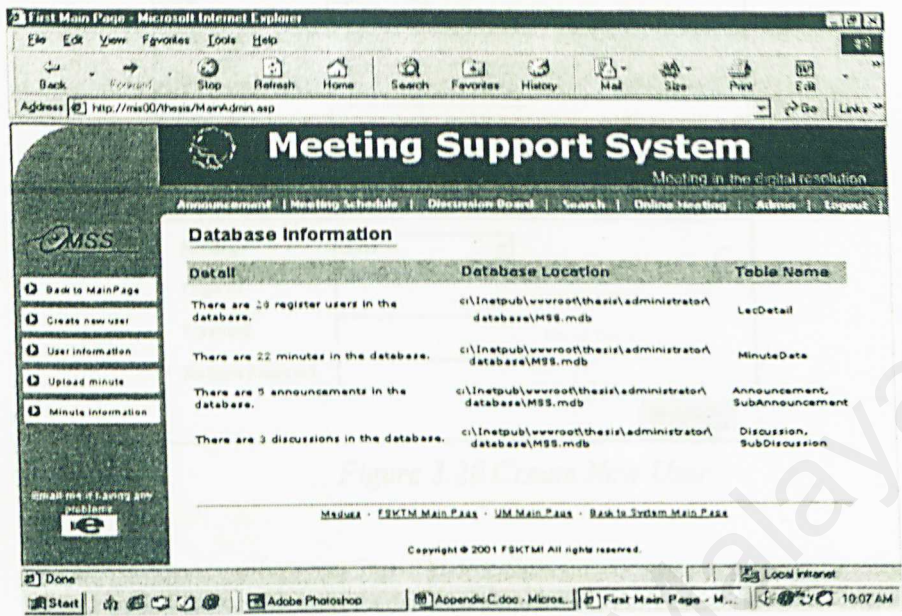 First Main Page - Microsoft Internet Explorer
File Edit View Favorites Tools Help
Back Forward Stop Refresh Home Search Favorites History Mail Size Print Edit
Address http://mis00/thesis/MainAdmin.asp Go Links
Meeting Support System
Meeting in the digital resolution
Announcement | Meeting Schedule | Discussion Board | Search | Online Meeting | Admin | Logout |
MSS
Back to MainPage
Create new user
User information
Upload minute
Minute information
Email me if having any
problems
Database Information
Detail Database Location Table Name
There are register users in the
database.
c:\Inetpub\wwwroot\thesis\administrator\
database\MSS.mdb
LecDetail
There are 22 minutes in the database.
c:\Inetpub\wwwroot\thesis\administrator\
database\MSS.mdb
MinuteData
There are 5 announcements in the
database.
c:\Inetpub\wwwroot\thesis\administrator\
database\MSS.mdb
Announcement,
SubAnnouncement
There are 3 discussions in the database.
c:\Inetpub\wwwroot\thesis\administrator\
database\MSS.mdb
Discussion,
SubDiscussion
Figure Create New User
Medusa - FSKTM Main Page - UM Main Page - Back to System Main Page
Copyright © 2001 FSKTM! All rights reserved.
Done Local intranet
Start Adobe Photoshop Appendix C.doc - Micros... First Main Page - M... 10:07 AM
alaya